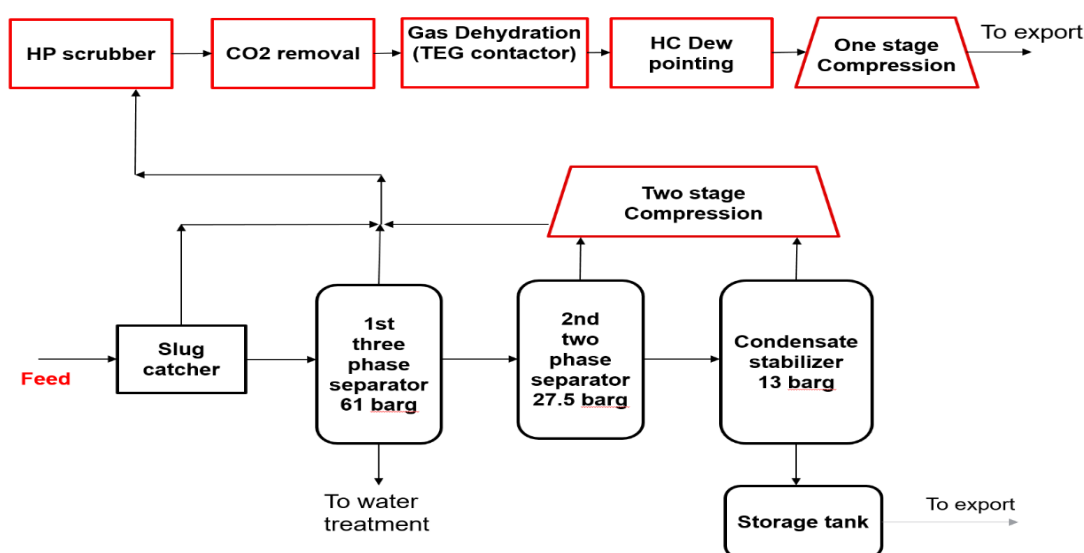 HP scrubber
CO2 removal
Gas Dehydration
(TEG contactor)
HC Dew
pointing
One stage
Compression
To export
Two stage
Compression
Feed
Slug
catcher
1st
three
phase
separator
61 barg
2nd
two
phase
separator
27.5 barg
Condensate
stabilizer
13 barg
To water
treatment
Storage tank
To export